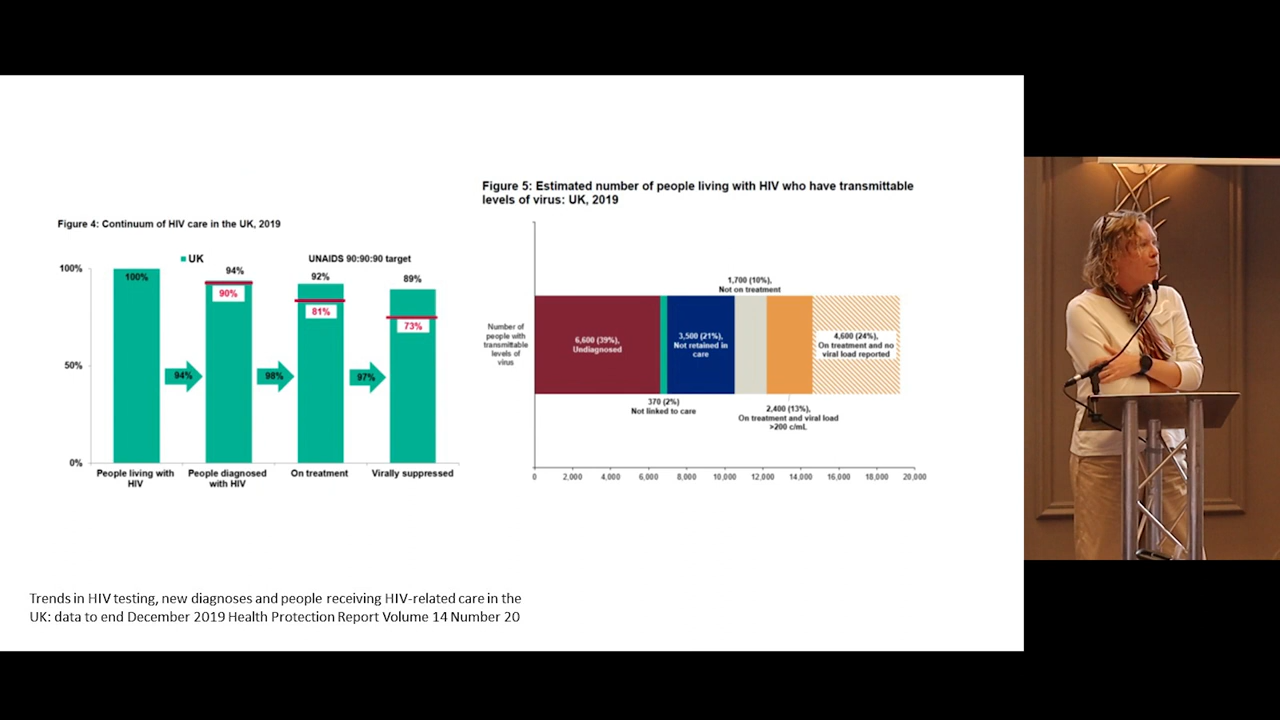 Figure 5: Estimated number of people living with HIV who have transmittable
levels of virus: UK, 2019
Figure 4: Continuum of HIV care in the UK, 2019
UK
UNAIDS 90:90:90 target
100%
50%
0%
100%
94%
90%
92%
81%
89%
73%
94%
98%
97%
People living with
HIV
People diagnosed
with HIV
On treatment
Virally suppressed
Number of
people with
transmittable
levels of
virus
6,600 (39%),
Undiagnosed
370 (2%)
Not linked to care
3,500 (21%),
Not retained in
care
1,700 (10%),
Not on treatment
2,400 (13%),
On treatment and viral load
>200 c/mL
4,600 (24%),
On treatment and no
viral load reported
0
2,000
4,000
6,000
8,000
10,000
12,000
14,000
16,000
18,000
20,000
Trends in HIV testing, new diagnoses and people receiving HIV-related care in the
UK: data to end December 2019 Health Protection Report Volume 14 Number 20